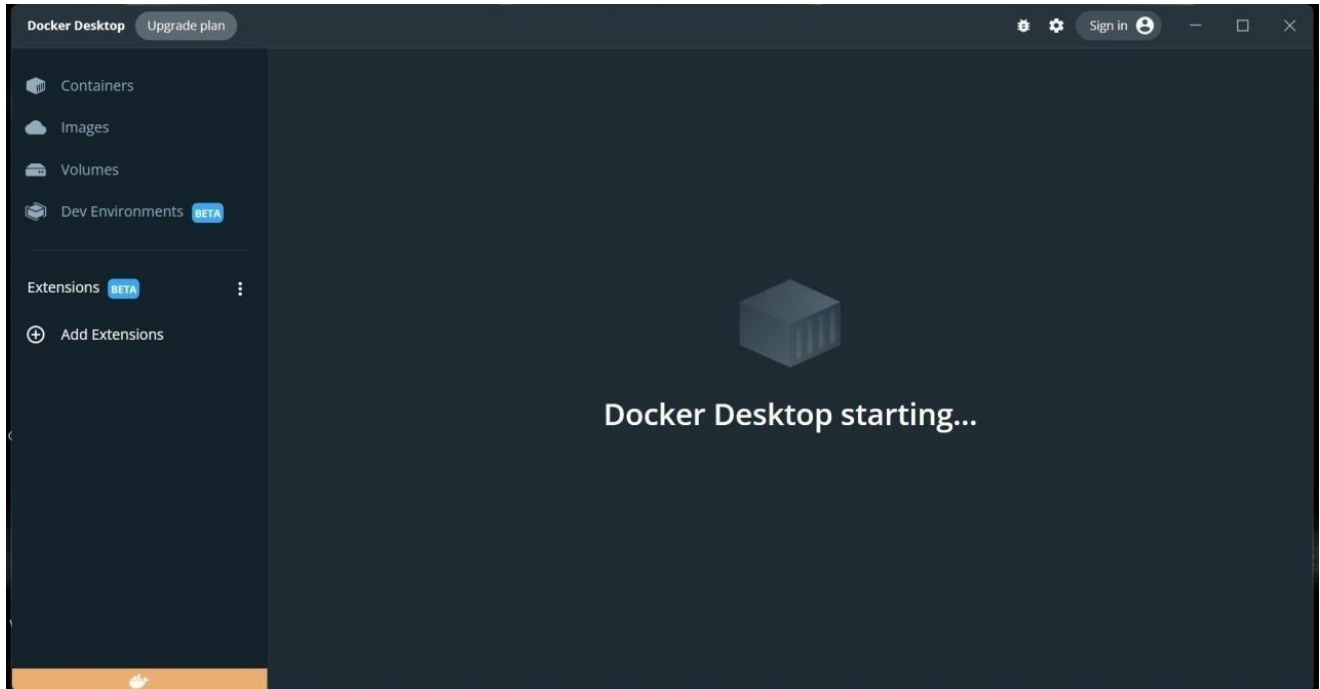 Docker Desktop Upgrade plan Sign in
Containers
Images
Volumes
Dev Environments BETA
Extensions BETA
Add Extensions
Docker Desktop starting...